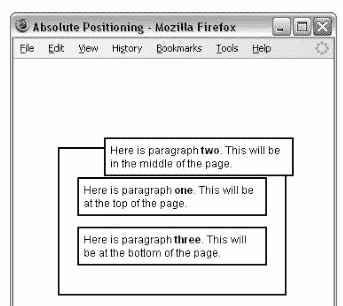 Absolute Positioning - Mozilla Firefox
File Edit View History Bookmarks Tools Help
Here is paragraph two. This will be
in the middle of the page.
Here is paragraph one. This will be
at the top of the page.
Here is paragraph three. This will
be at the bottom of the page.